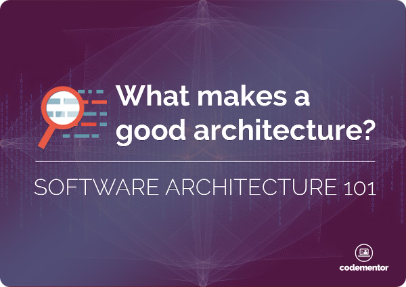 What makes a
good architecture?
SOFTWARE ARCHITECTURE 101
codementor